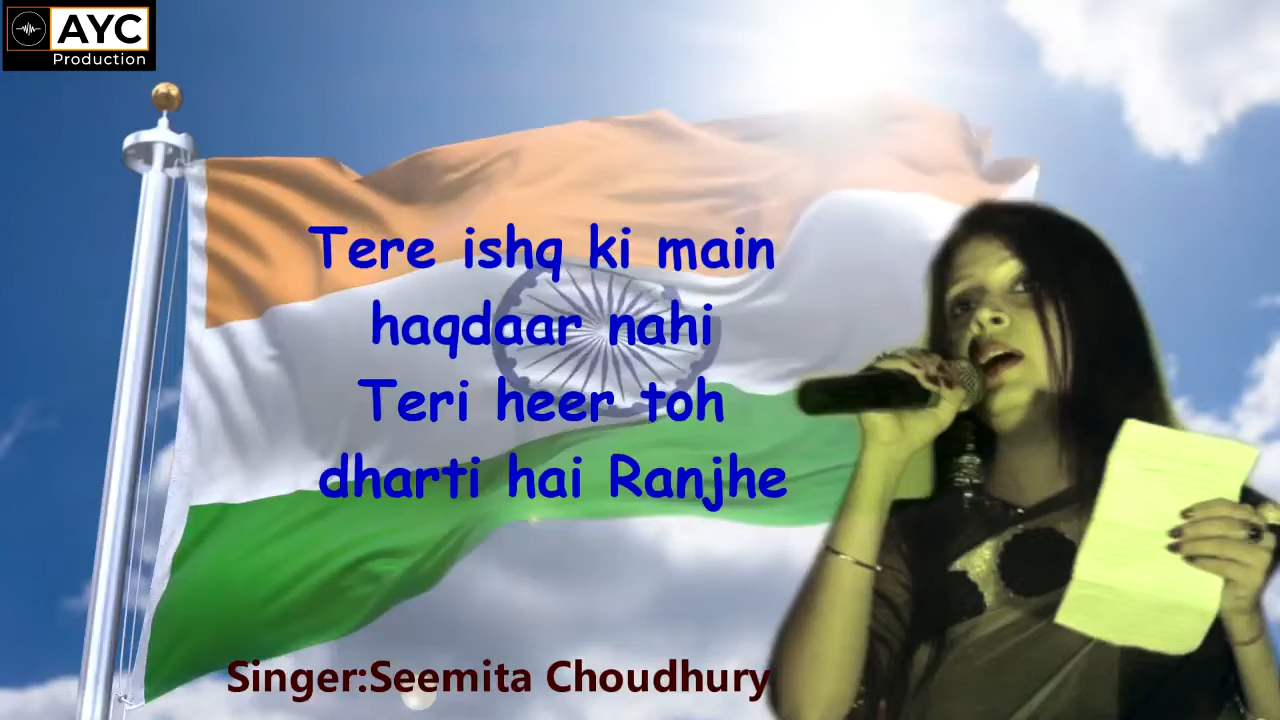 AYC
Production
Tere ishq ki main
haqdaar nahi
Teri heer toh
dharti hai Ranjhe
Singer:Seemita Choudhury